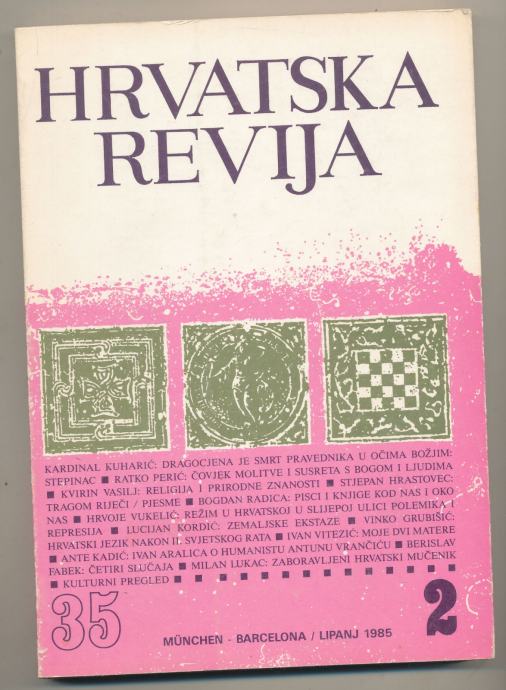 HRVATSKA
REVIJA
KARDINAL KUHARIĆ: DRAGOCJENA JE SMRT PRAVEDNIKA U OČIMA BOŽJIM:
STEPINAC ■ RATKO PERIĆ: ČOVJEK MOLITVE I SUSRETA S BOGOM I LJUDIMA
■ KVIRIN VASILJ: RELIGIJA I PRIRODNE ZNANOSTI ■ STJEPAN HRASTOVEC:
TRAGOM RIJEČI / PJESME ■ BOGDAN RADICA: PISCI I KNJIGE KOD NAS I OKO
NAS ■ HRVOJE VUKELIĆ: REŽIM U HRVATSKOJ U SLIJEPOJ ULICI POLEMIKA I
REPRESIJA ■ LUCIJAN KORDIĆ: ZEMALJSKE EKSTAZE ■ VINKO GRUBIŠIĆ:
HRVATSKI JEZIK NAKON II SVJETSKOG RATA ■ IVAN VITEZIĆ: MOJE DVI MATERE
■ ANTE KADIĆ: IVAN ARALICA O HUMANISTU ANTUNU VRANČIĆU ■ BERISLAV
FABEK: ČETIRI SLUČAJA ■ MILAN LUKAC: ZABORAVLJENI HRVATSKI MUČENIK
■ KULTURNI PREGLED ■ ■ ■ ■ ■ ■ ■ ■ ■ ■ ■ ■ ■ ■
35
MÜNCHEN - BARCELONA / LIPANJ 1985
2